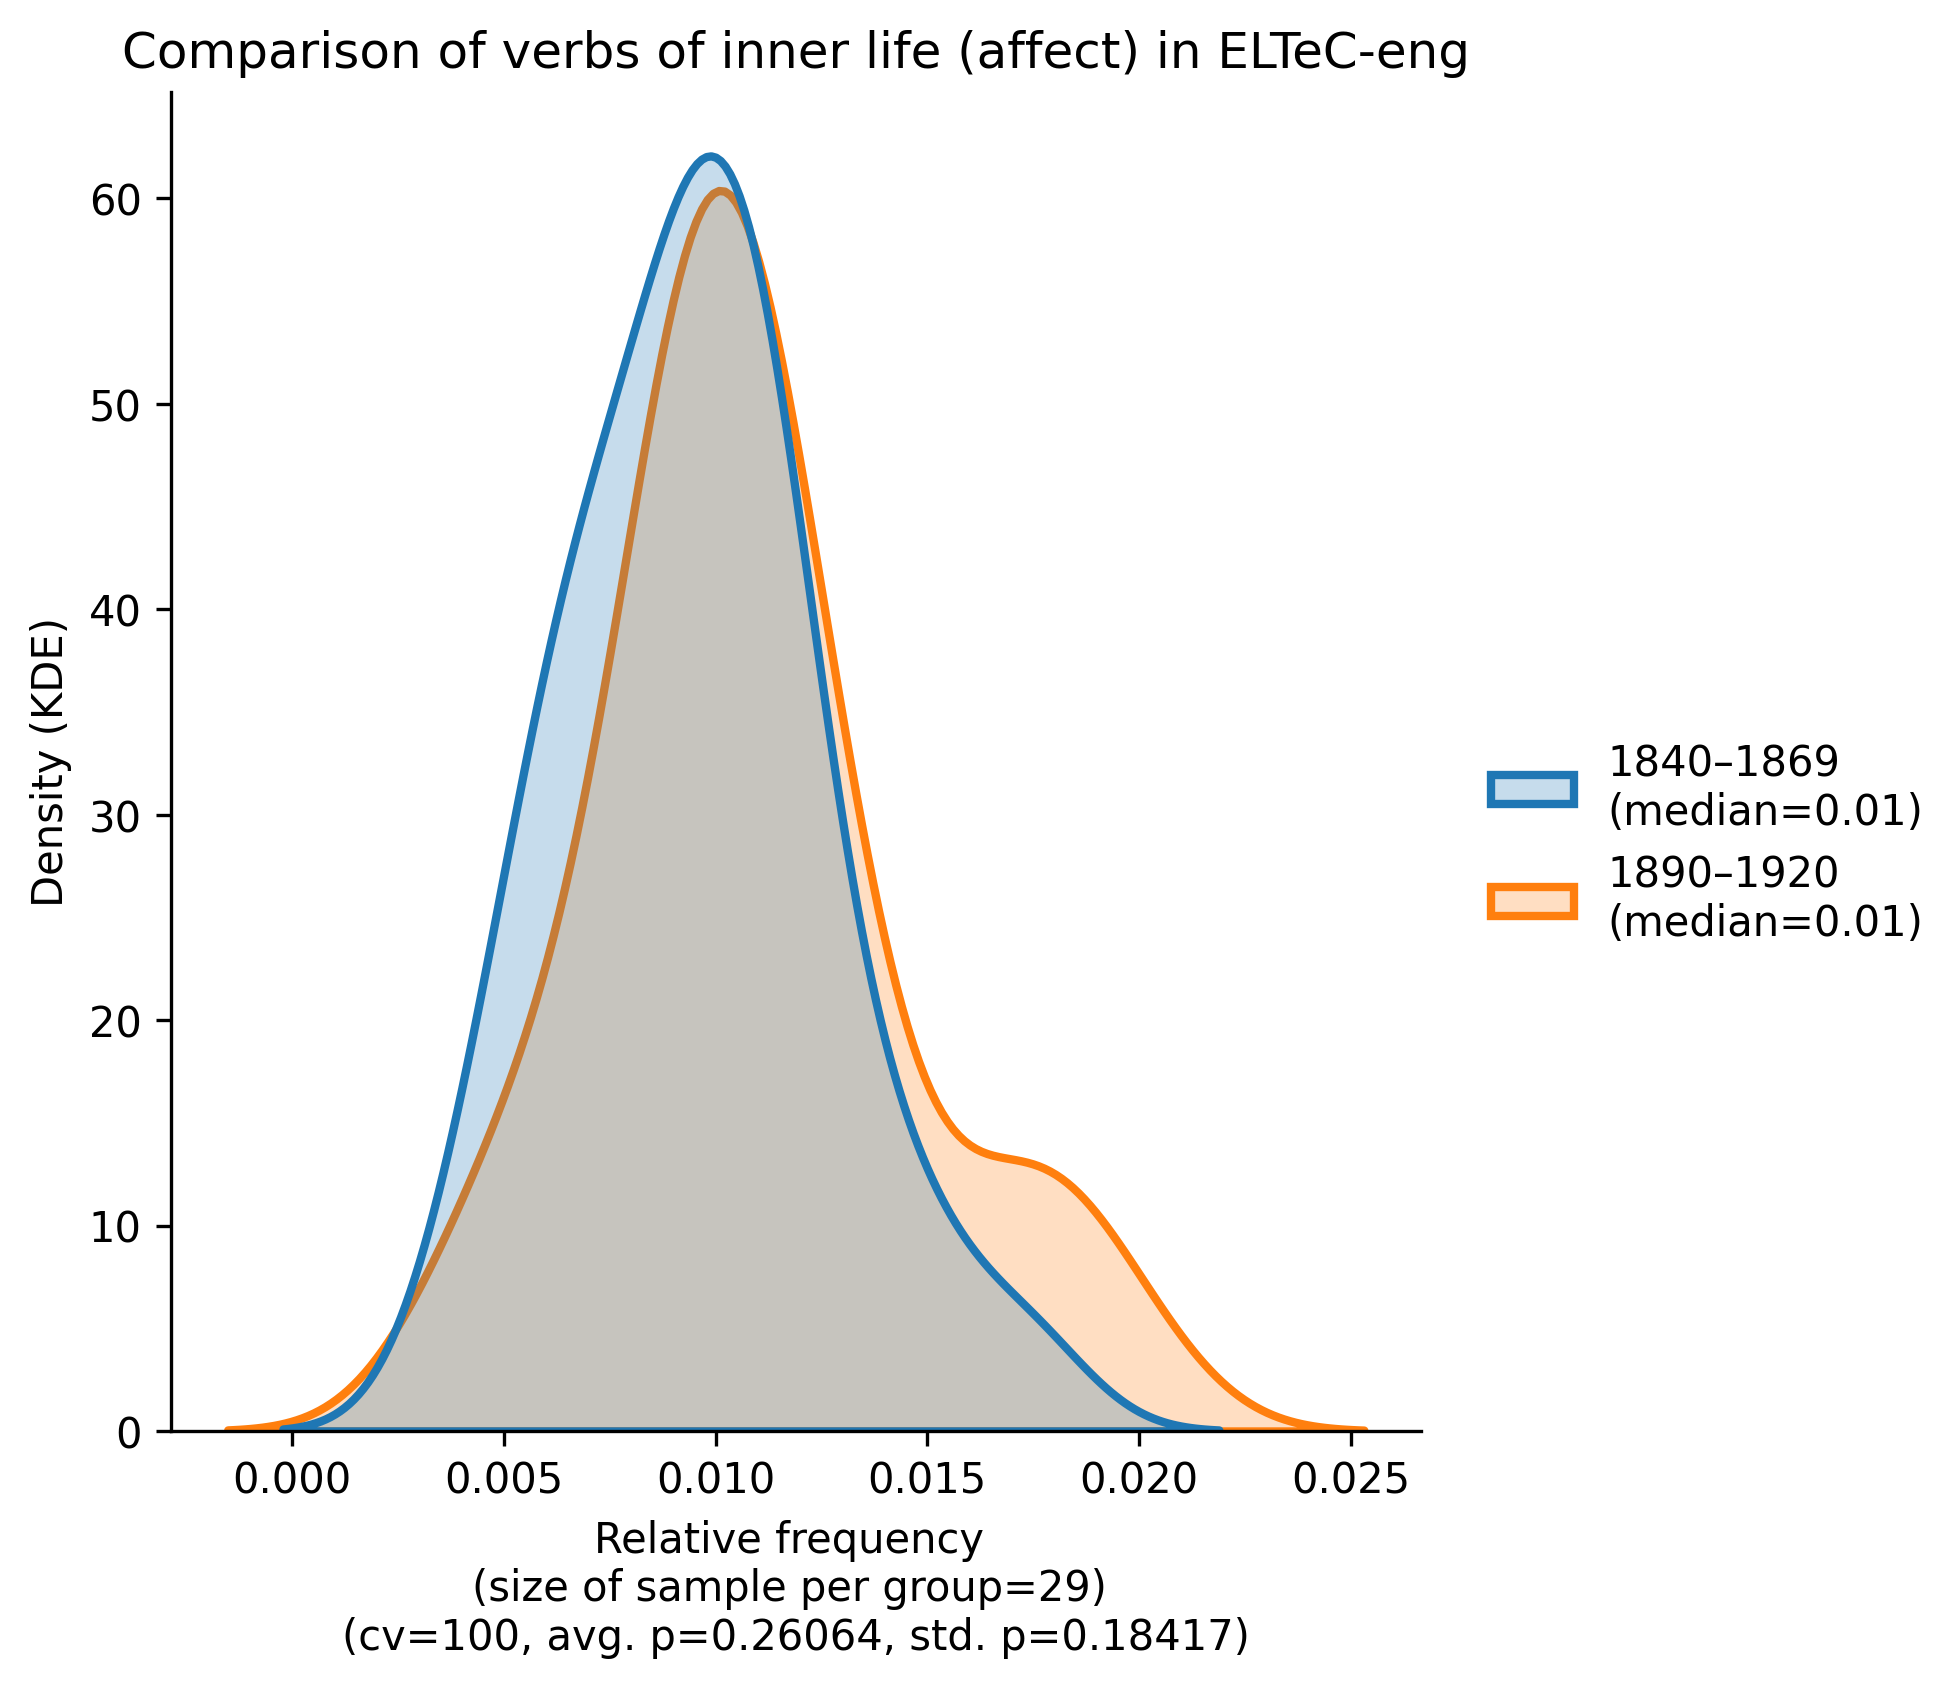 Comparison of verbs of inner life (affect) in ELTeC-eng
60
50
40
30
20
10
0
Density (KDE)
0.000 0.005 0.010 0.015 0.020 0.025
Relative frequency
(size of sample per group=29)
(cv=100, avg. p=0.26064, std. p=0.18417)
1840–1869
(median=0.01)
1890–1920
(median=0.01)